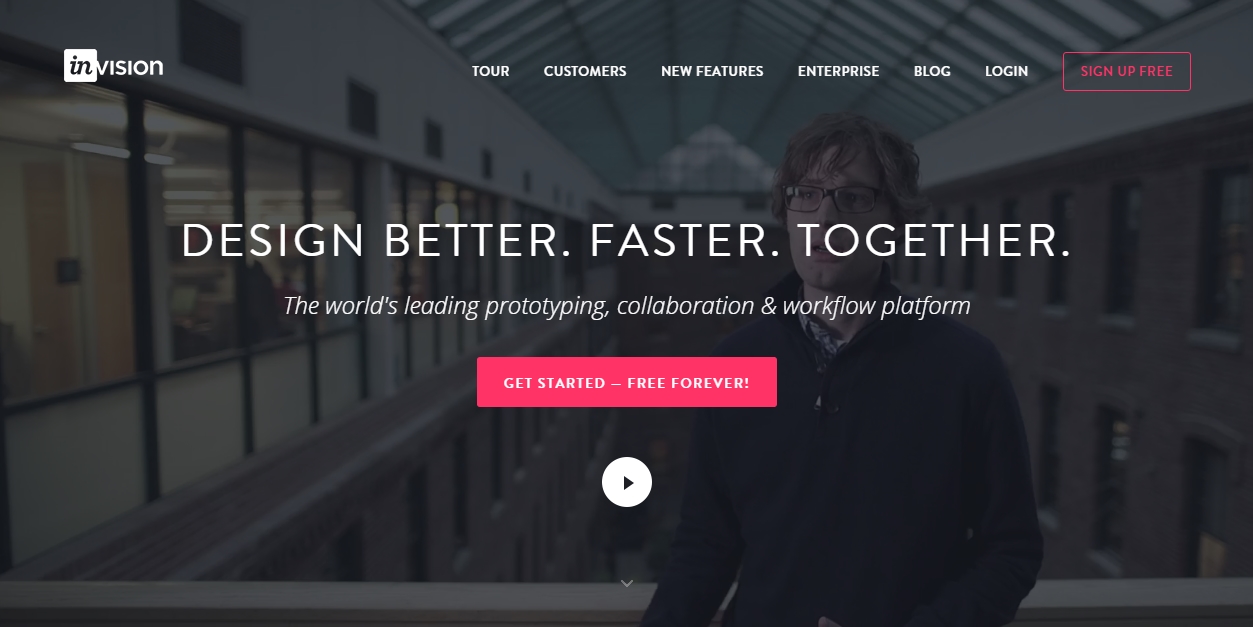 invision
TOUR CUSTOMERS NEW FEATURES ENTERPRISE BLOG LOGIN SIGN UP FREE
DESIGN BETTER. FASTER. TOGETHER.
The world's leading prototyping, collaboration & workflow platform
GET STARTED – FREE FOREVER!